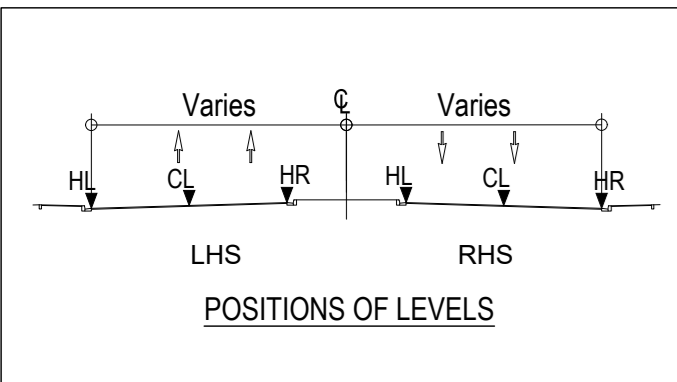 Varies ℄ Varies
HL CL HR HL CL HR
LHS RHS
POSITIONS OF LEVELS